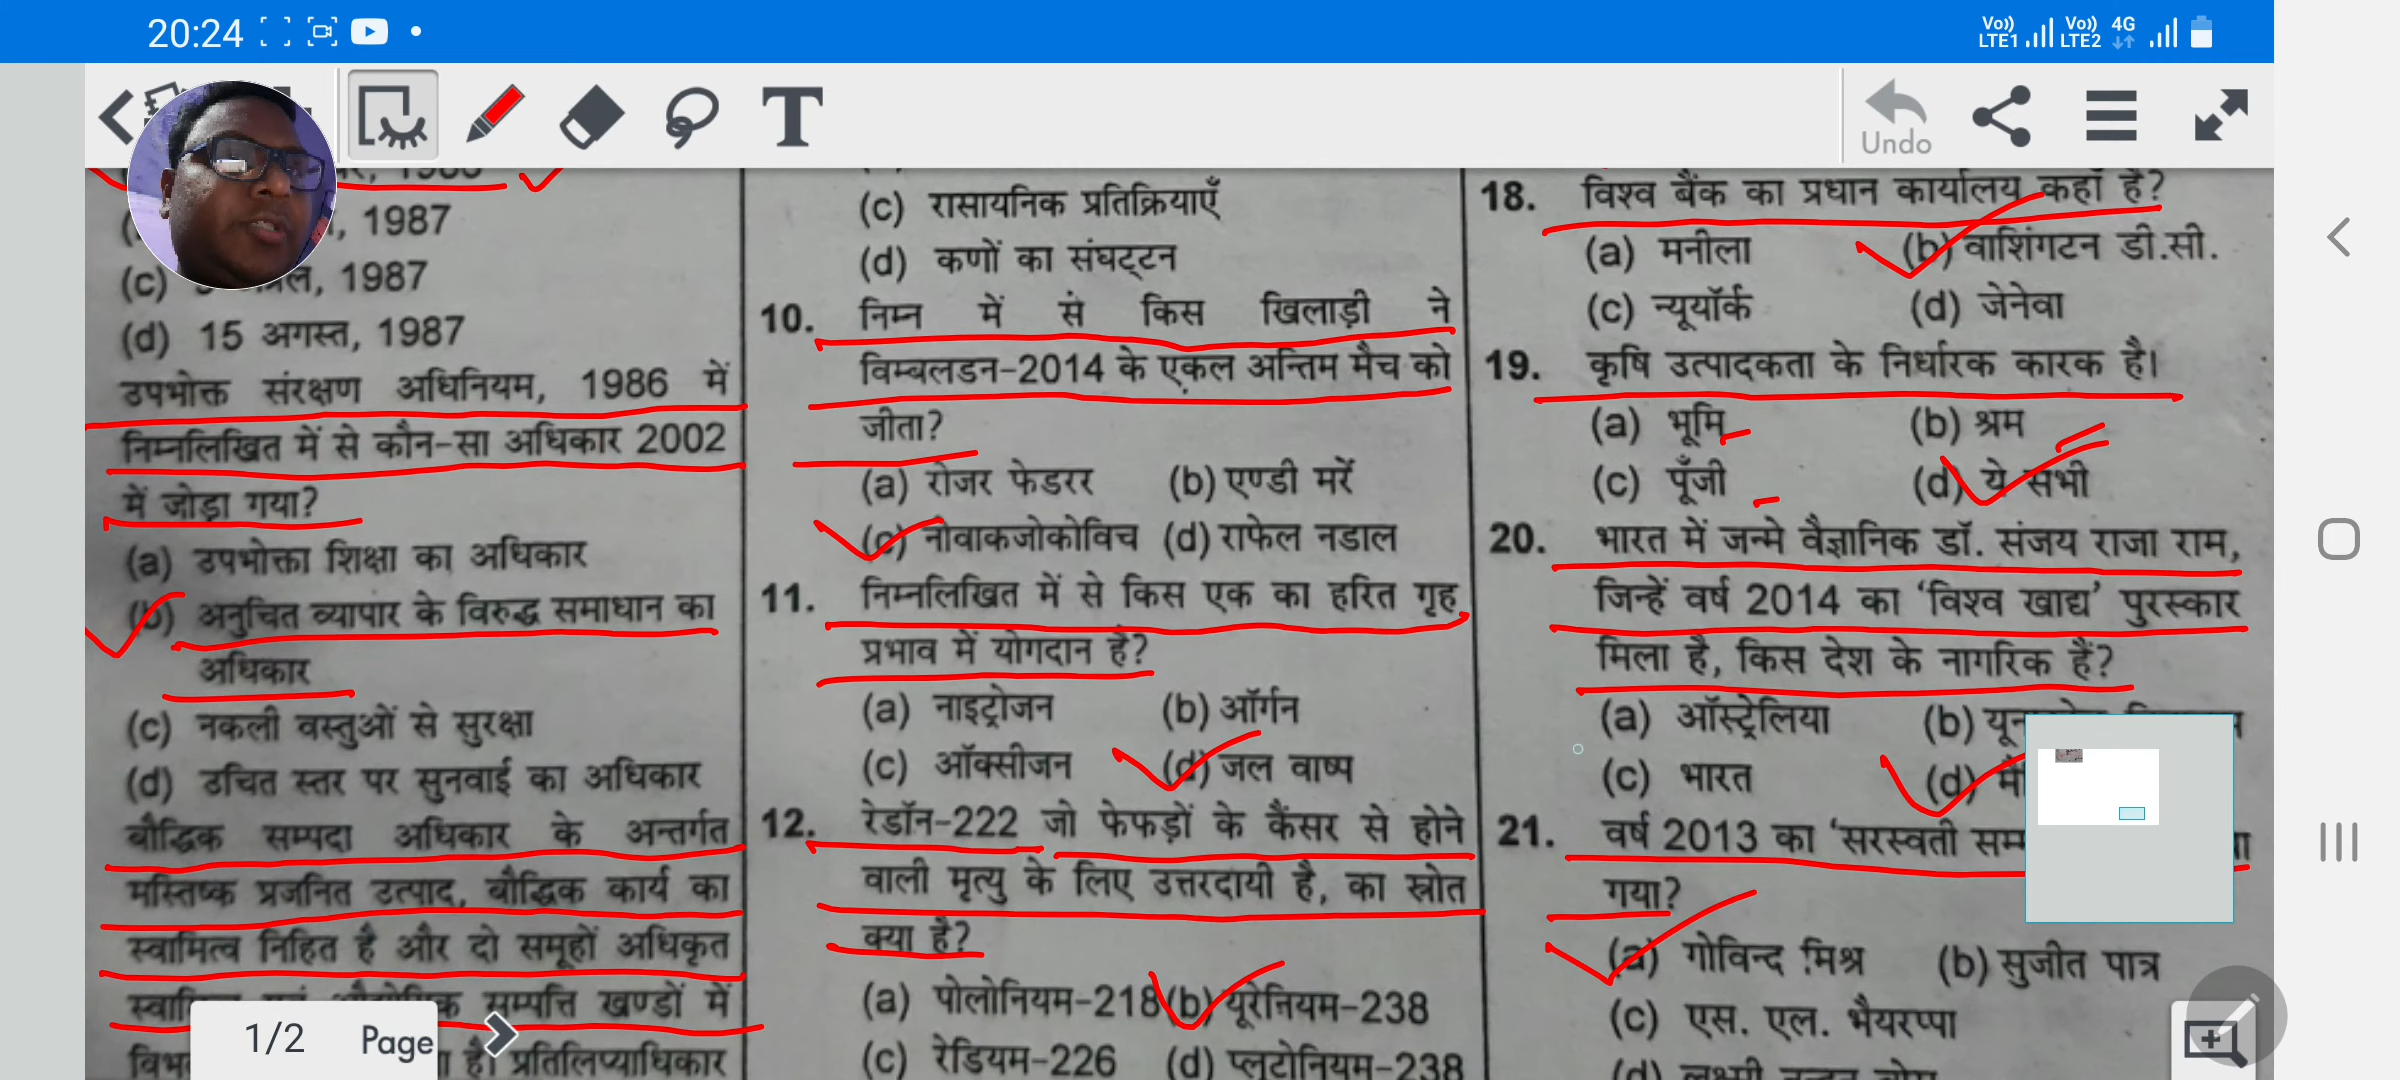 20:24
Vo)) LTE1 Vo)) LTE2 4G
T
Undo
1987
(c) 1987
(d) 15 अगस्त, 1987
उपभोक्त संरक्षण अधिनियम, 1986 में
निम्नलिखित में से कौन-सा अधिकार 2002
में जोड़ा गया?
(a) उपभोक्ता शिक्षा का अधिकार
(b) अनुचित व्यापार के विरुद्ध समाधान का
अधिकार
(c) नकली वस्तुओं से सुरक्षा
(d) उचित स्तर पर सुनवाई का अधिकार
बौद्धिक सम्पदा अधिकार के अन्तर्गत
मस्तिष्क प्रजनित उत्पाद, बौद्धिक कार्य का
स्वामित्व निहित है और दो समूहों अधिकृत
सम्पत्ति खण्डों में
है। प्रतिलिप्याधिकार
1/2 Page
(c) रासायनिक प्रतिक्रियाएँ
(d) कणों का संघट्टन
10. निम्न में सं किस खिलाड़ी ने
विम्बलडन-2014 के एकल अन्तिम मैच को
जीता?
(a) रोजर फेडरर (b) एण्डी मरें
(c) नोवाकजोकोविच (d) राफेल नडाल
11. निम्नलिखित में से किस एक का हरित गृह
प्रभाव में योगदान है?
(a) नाइट्रोजन (b) ऑर्गन
(c) ऑक्सीजन (d) जल वाष्प
12. रेडॉन-222 जो फेफड़ों के कैंसर से होने
वाली मृत्यु के लिए उत्तरदायी है, का स्रोत
क्या है?
(a) पोलोनियम-218 (b) यूरेनियम-238
(c) रेडियम-226 (d) प्लूटोनियम-238
18. विश्व बैंक का प्रधान कार्यालय कहाँ है?
(a) मनीला (b) वाशिंगटन डी.सी.
(c) न्यूयॉर्क (d) जेनेवा
19. कृषि उत्पादकता के निर्धारक कारक है।
(a) भूमि (b) श्रम
(c) पूँजी (d) ये सभी
20. भारत में जन्मे वैज्ञानिक डॉ. संजय राजा राम,
जिन्हें वर्ष 2014 का ‘विश्व खाद्य’ पुरस्कार
मिला है, किस देश के नागरिक हैं?
(a) ऑस्ट्रेलिया (b)
(c) भारत (d)
21. वर्ष 2013 का ‘सरस्वती
गया?
(a) गोविन्द मिश्र (b) सुजीत पात्र
(c) एस. एल. भैयरप्पा